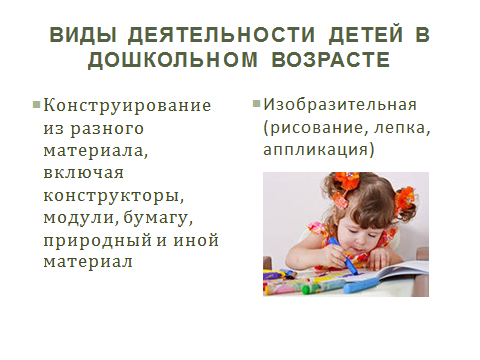 ВИДЫ ДЕЯТЕЛЬНОСТИ ДЕТЕЙ В
ДОШКОЛЬНОМ ВОЗРАСТЕ
Конструирование
из разного
материала,
включая
конструкторы,
модули, бумагу,
природный и иной
материал
Изобразительная
(рисование, лепка,
аппликация)